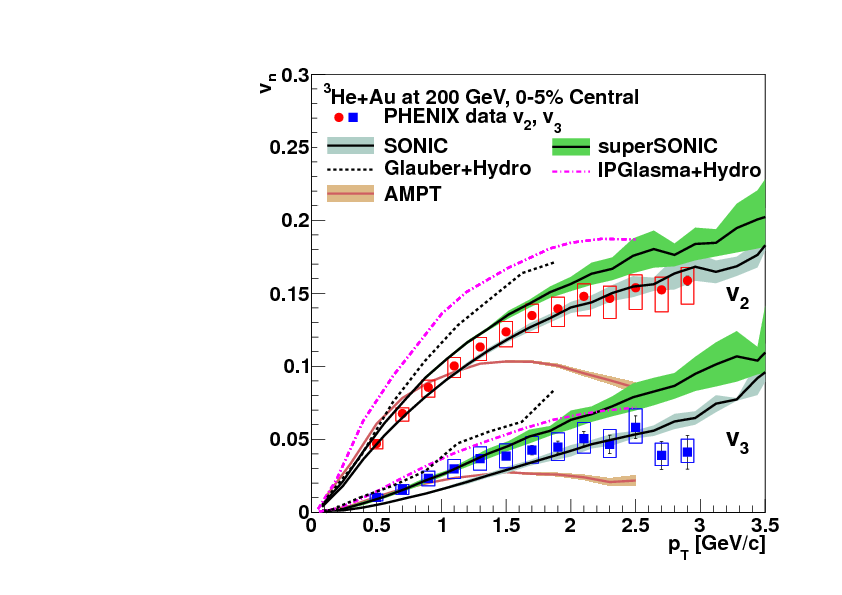 ³He+Au at 200 GeV, 0-5% Central
PHENIX data v₂, v₃
SONIC superSONIC
Glauber+Hydro IPGlasma+Hydro
AMPT
vₙ
0.3
0.25
0.2
0.15
0.1
0.05
0
v₂
v₃
0 0.5 1 1.5 2 2.5 3 3.5
p_T [GeV/c]